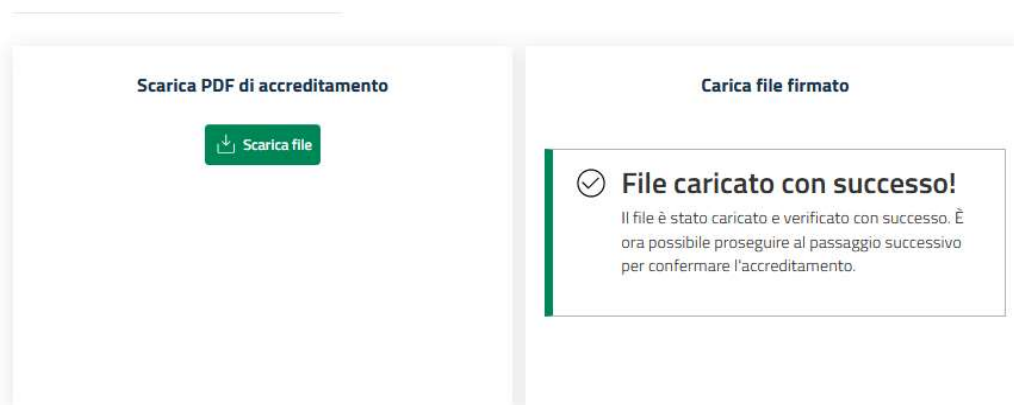 Scarica PDF di accreditamento
Scarica file
Carica file firmato
File caricato con successo!
Il file è stato caricato e verificato con successo. È
ora possibile proseguire al passaggio successivo
per confermare l'accreditamento.